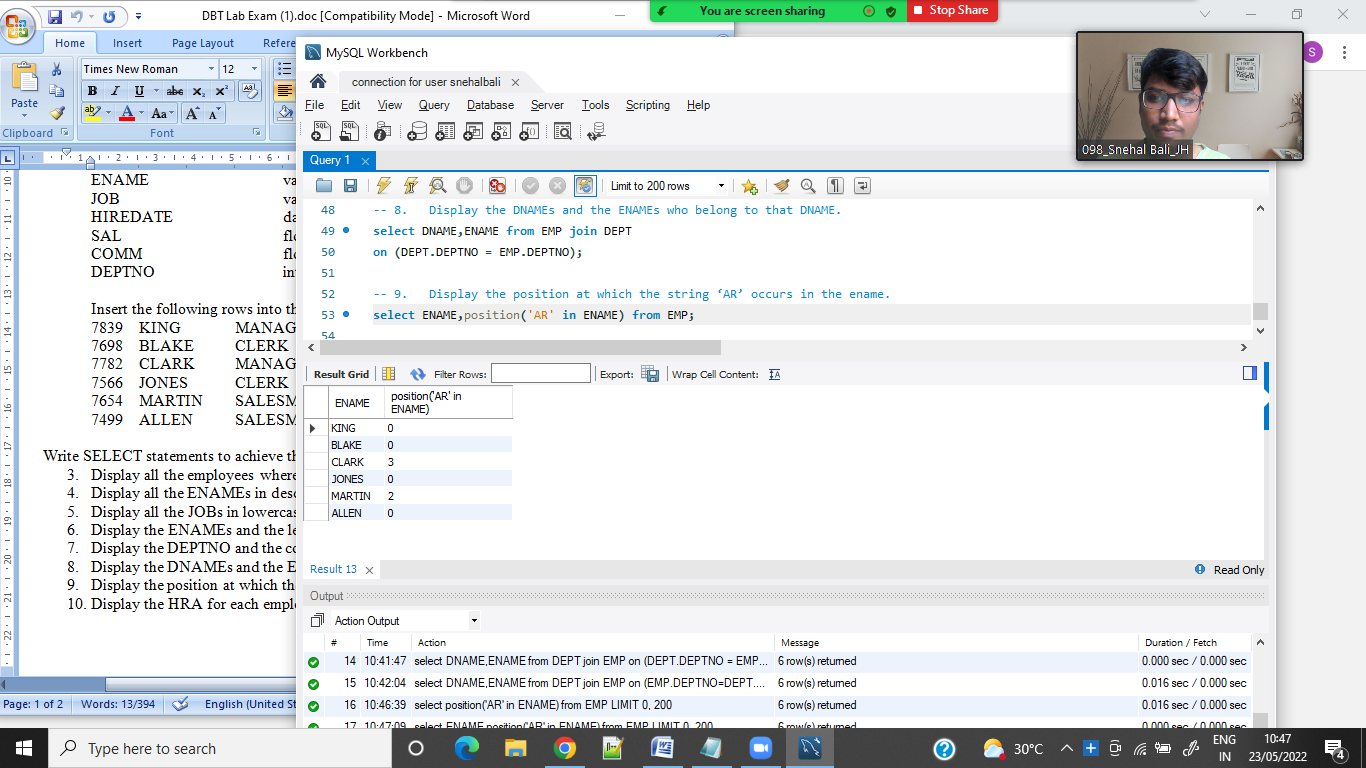 DBT Lab Exam (1).doc [Compatibility Mode] - Microsoft Word
You are screen sharing
Stop Share
Home Insert Page Layout Refere
Times New Roman 12
Paste
Clipboard Font
MySQL Workbench
connection for user snehalbali
File Edit View Query Database Server Tools Scripting Help
098_Snehal Bali_JH
S
Query 1
Limit to 200 rows
ENAME va
JOB va
HIREDATE da
SAL flo
COMM flo
DEPTNO in
Insert the following rows into th
7839 KING MANAG
7698 BLAKE CLERK
7782 CLARK MANAG
7566 JONES CLERK
7654 MARTIN SALESM
7499 ALLEN SALESM
Write SELECT statements to achieve th
3. Display all the employees where
4. Display all the ENAMEs in desc
5. Display all the JOBs in lowercas
6. Display the ENAMEs and the le
7. Display the DEPTNO and the co
8. Display the DNAMEs and the E
9. Display the position at which the
10. Display the HRA for each emplo
Page: 1 of 2 Words: 13/394 English (United St
48 -- 8. Display the DNAMEs and the ENAMEs who belong to that DNAME.
49 select DNAME,ENAME from EMP join DEPT
50 on (DEPT.DEPTNO = EMP.DEPTNO);
51
52 -- 9. Display the position at which the string ‘AR’ occurs in the ename.
53 select ENAME,position('AR' in ENAME) from EMP;
54
Result Grid Filter Rows: Export: Wrap Cell Content:
ENAME position('AR' in ENAME)
KING 0
BLAKE 0
CLARK 3
JONES 0
MARTIN 2
ALLEN 0
Result 13 Read Only
Output
Action Output
# Time Action Message Duration / Fetch
14 10:41:47 select DNAME,ENAME from DEPT join EMP on (DEPT.DEPTNO = EMP... 6 row(s) returned 0.000 sec / 0.000 sec
15 10:42:04 select DNAME,ENAME from DEPT join EMP on (EMP.DEPTNO=DEPT.... 6 row(s) returned 0.016 sec / 0.000 sec
16 10:46:39 select position('AR' in ENAME) from EMP LIMIT 0, 200 6 row(s) returned 0.016 sec / 0.000 sec
17 10:47:09 select ENAME,position('AR' in ENAME) from EMP LIMIT 0, 200 6 row(s) returned 0.000 sec / 0.000 sec
Type here to search
30°C
ENG
IN
10:47
23/05/2022
4